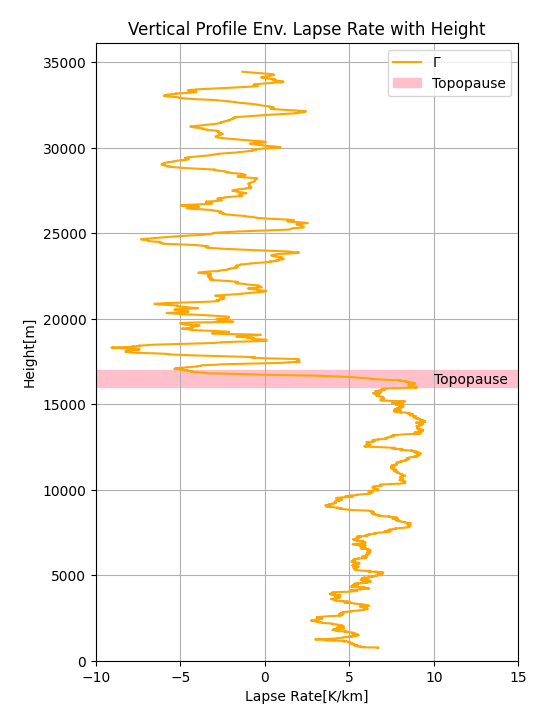 Vertical Profile Env. Lapse Rate with Height
35000
30000
25000
20000
15000
10000
5000
0
Height[m]
Γ
Topopause
Topopause
−10
−5
0
5
10
15
Lapse Rate[K/km]